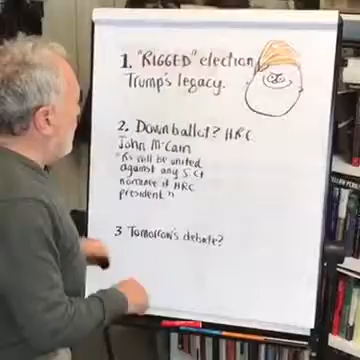 1. "RIGGED" election
Trump's legacy.
2. Down ballot? HRC
John McCain
"R's will be united
against any S Ct
nominee if HRC
president"
3 Tomorrow's debate?